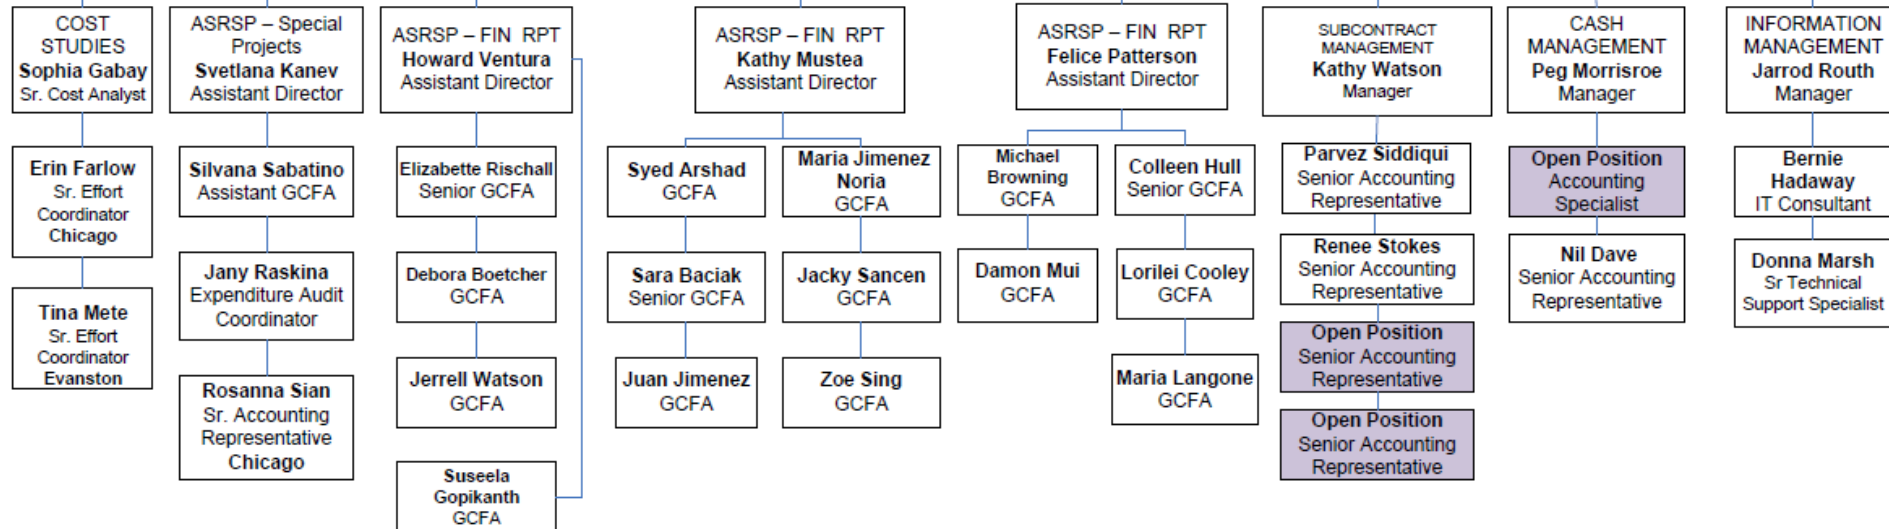 COST
STUDIES
Sophia Gabay
Sr. Cost Analyst
Erin Farlow
Sr. Effort
Coordinator
Chicago
Tina Mete
Sr. Effort
Coordinator
Evanston
ASRSP – Special
Projects
Svetlana Kanev
Assistant Director
Silvana Sabatino
Assistant GCFA
Jany Raskina
Expenditure Audit
Coordinator
Rosanna Sian
Sr. Accounting
Representative
Chicago
ASRSP – FIN RPT
Howard Ventura
Assistant Director
Elizabette Rischall
Senior GCFA
Debora Boetcher
GCFA
Jerrell Watson
GCFA
Suseela
Gopikanth
GCFA
ASRSP – FIN RPT
Kathy Mustea
Assistant Director
Syed Arshad
GCFA
Sara Baciak
Senior GCFA
Juan Jimenez
GCFA
Maria Jimenez
Noria
GCFA
Jacky Sancen
GCFA
Zoe Sing
GCFA
ASRSP – FIN RPT
Felice Patterson
Assistant Director
Michael
Browning
GCFA
Damon Mui
GCFA
Colleen Hull
Senior GCFA
Lorilei Cooley
GCFA
Maria Langone
GCFA
SUBCONTRACT
MANAGEMENT
Kathy Watson
Manager
Parvez Siddiqui
Senior Accounting
Representative
Renee Stokes
Senior Accounting
Representative
Open Position
Senior Accounting
Representative
Open Position
Senior Accounting
Representative
CASH
MANAGEMENT
Peg Morrisroe
Manager
Open Position
Accounting
Specialist
Nil Dave
Senior Accounting
Representative
INFORMATION
MANAGEMENT
Jarrod Routh
Manager
Bernie
Hadaway
IT Consultant
Donna Marsh
Sr Technical
Support Specialist